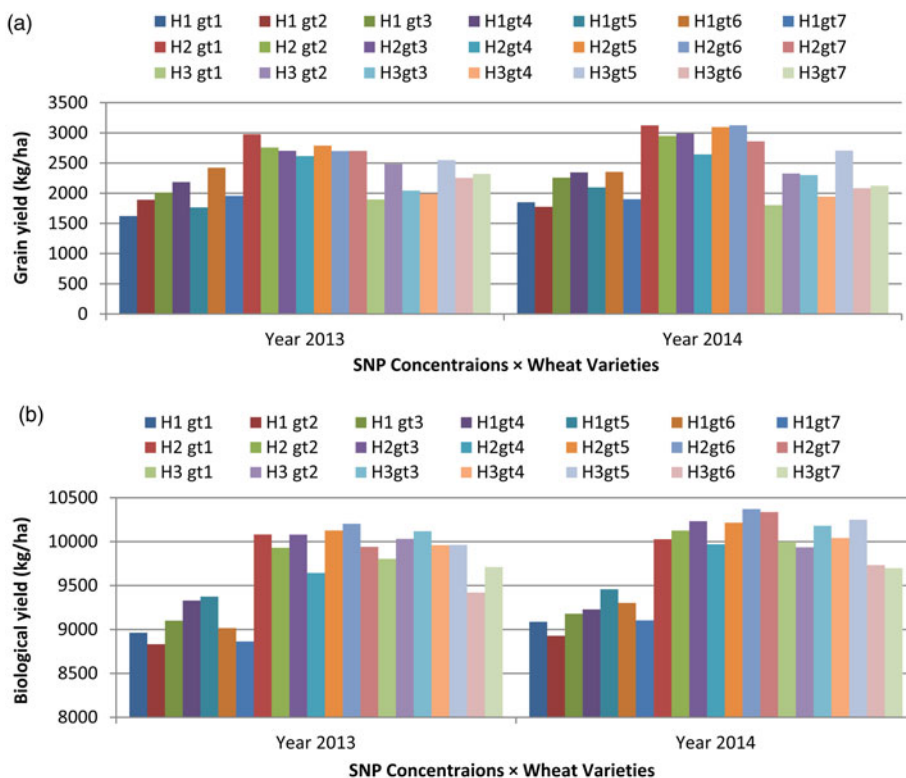 (a)
H1 gt1 H1 gt2 H1 gt3 H1gt4 H1gt5 H1gt6 H1gt7
H2 gt1 H2 gt2 H2gt3 H2gt4 H2gt5 H2gt6 H2gt7
H3 gt1 H3 gt2 H3gt3 H3gt4 H3gt5 H3gt6 H3gt7
Grain yield (kg/ha)
3500
3000
2500
2000
1500
1000
500
0
Year 2013 Year 2014
SNP Concentraions × Wheat Varieties
(b)
H1 gt1 H1 gt2 H1 gt3 H1gt4 H1gt5 H1gt6 H1gt7
H2 gt1 H2 gt2 H2gt3 H2gt4 H2gt5 H2gt6 H2gt7
H3 gt1 H3 gt2 H3gt3 H3gt4 H3gt5 H3gt6 H3gt7
Biological yield (kg/ha)
10500
10000
9500
9000
8500
8000
Year 2013 Year 2014
SNP Concentraions × Wheat Varieties